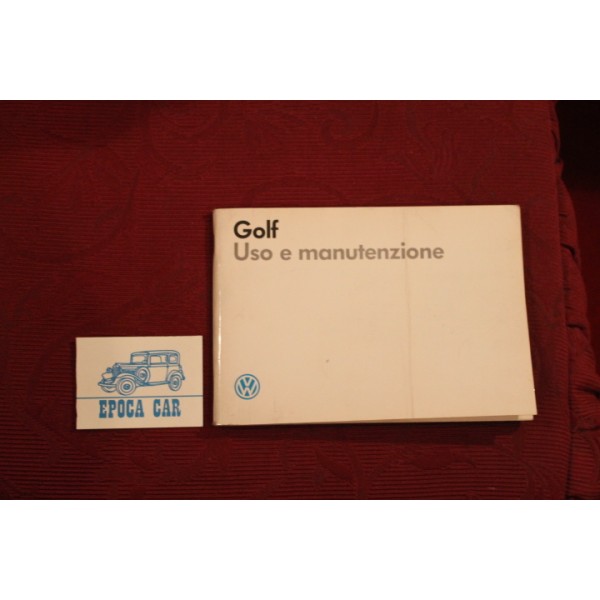 Golf
Uso e manutenzione
VW
EPOCA CAR